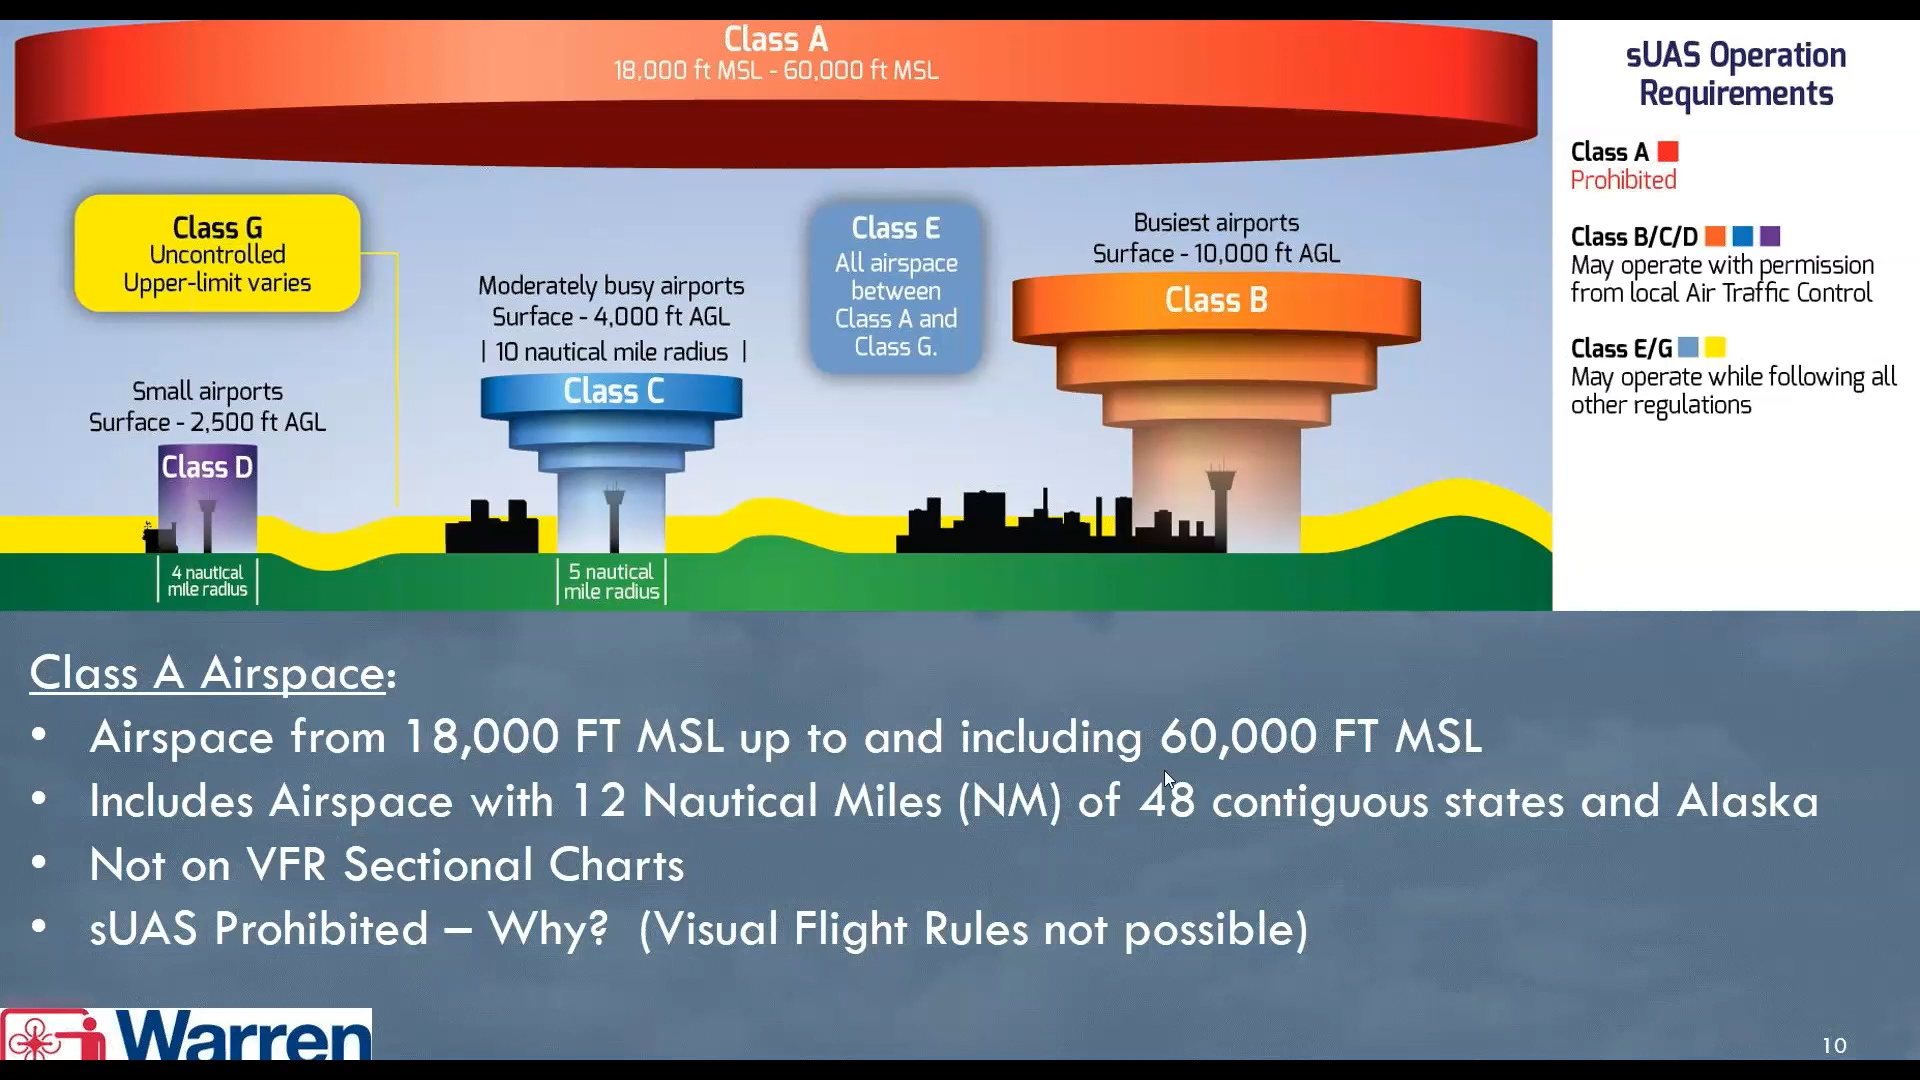 Class A
18,000 ft MSL - 60,000 ft MSL
Class G
Uncontrolled
Upper-limit varies
Small airports
Surface - 2,500 ft AGL
Class D
4 nautical
mile radius
Moderately busy airports
Surface - 4,000 ft AGL
| 10 nautical mile radius |
Class C
5 nautical
mile radius
Class E
All airspace
between
Class A and
Class G.
Busiest airports
Surface - 10,000 ft AGL
Class B
sUAS Operation
Requirements
Class A
Prohibited
Class B/C/D
May operate with permission
from local Air Traffic Control
Class E/G
May operate while following all
other regulations
Class A Airspace:
• Airspace from 18,000 FT MSL up to and including 60,000 FT MSL
• Includes Airspace with 12 Nautical Miles (NM) of 48 contiguous states and Alaska
• Not on VFR Sectional Charts
• sUAS Prohibited – Why? (Visual Flight Rules not possible)
Warren
10